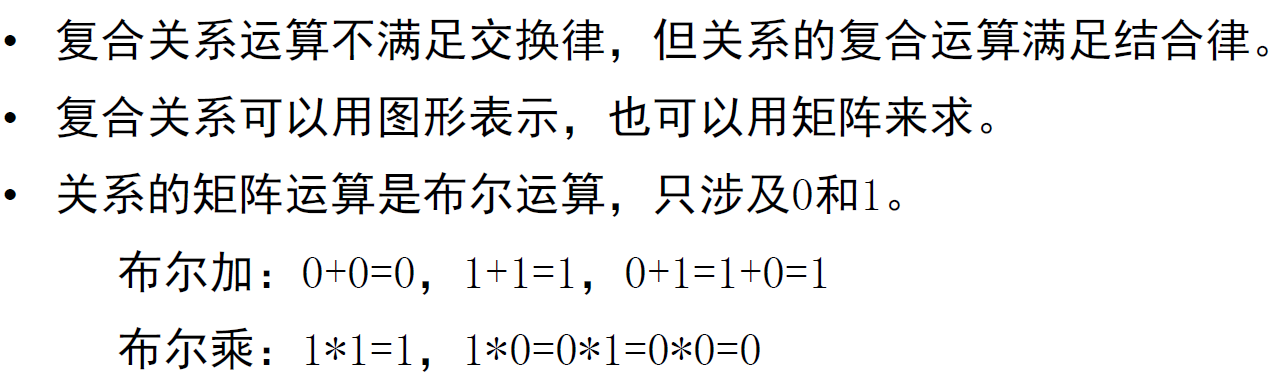 • 复合关系运算不满足交换律，但关系的复合运算满足结合律。
• 复合关系可以用图形表示，也可以用矩阵来求。
• 关系的矩阵运算是布尔运算，只涉及0和1。
布尔加：0+0=0，1+1=1，0+1=1+0=1
布尔乘：1*1=1，1*0=0*1=0*0=0